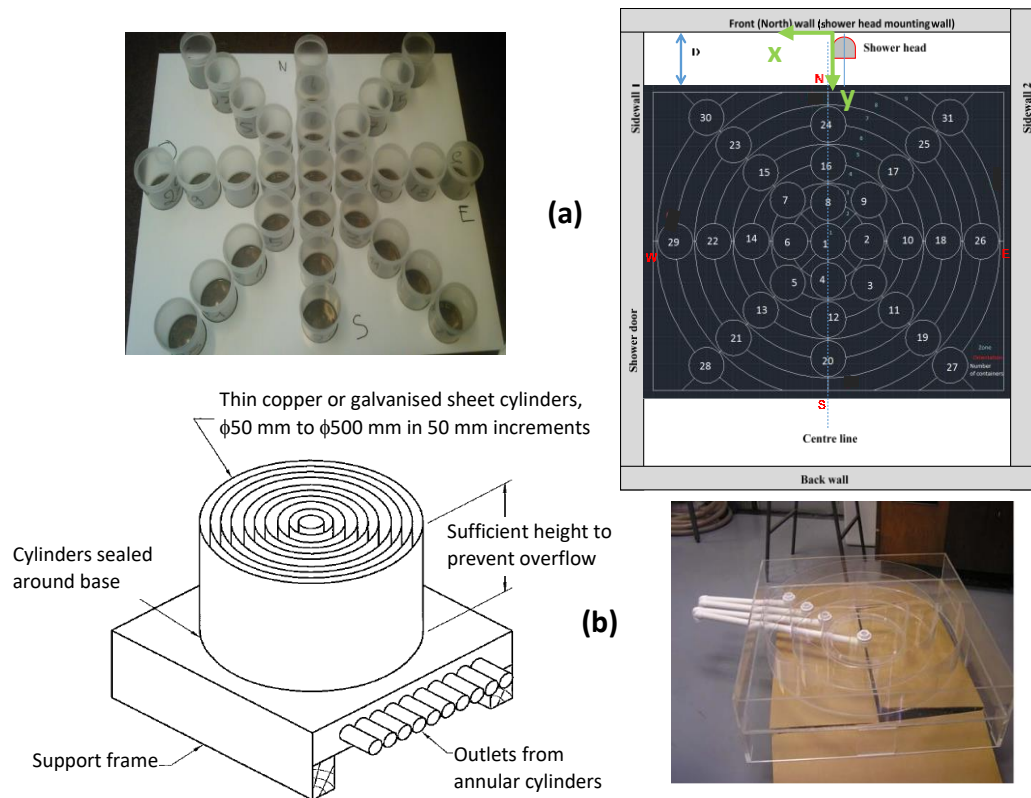 N
E
S
(a)
Front (North) wall (shower head mounting wall)
D
x
Shower head
N
y
Sidewall 1
Sidewall 2
30
24
31
23
25
15
16
17
7
8
9
29
22
14
6
1
2
10
18
26
W
E
5
4
3
13
12
11
21
20
19
28
27
Zone
Orientation
Number
of containers
Shower door
S
Centre line
Back wall
Thin copper or galvanised sheet cylinders,
ϕ50 mm to ϕ500 mm in 50 mm increments
Sufficient height to
prevent overflow
Cylinders sealed
around base
(b)
Support frame
Outlets from
annular cylinders